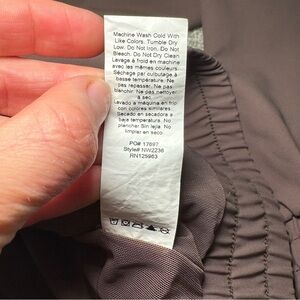 Machine Wash Cold With
Like Colors. Tumble Dry
Low. Do Not Iron. Do Not
Bleach. Do Not Dry Clean
Lavage à froid en machine
avec les mêmes couleurs.
Séchage par culbutage à
basse température. Ne
pas repasser. Ne pas
blanchir. Ne pas nettoyer
à sec.
Lavado a máquina en frío
con colores similares.
Secado en secadora a
baja temperatura. No
planchar Sin lejía. No
limpiar en seco
PO# 17697
Style# NW2236
RN125963